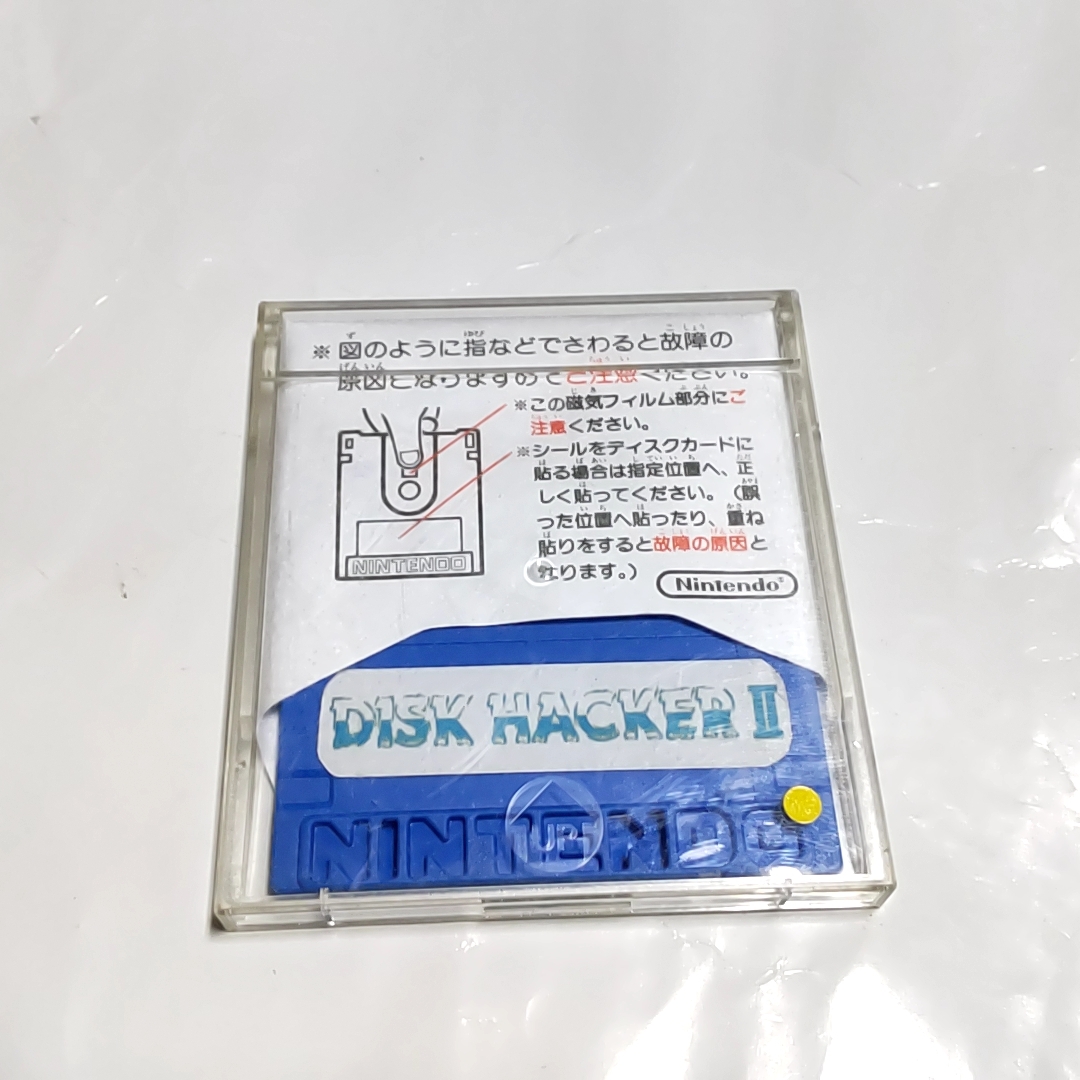 ※図のように指などでさわると故障の
原因となりますのでご注意ください。
※この磁気フィルム部分にご
注意ください。
※シールをディスクカードに
貼る場合は指定位置へ、正
しく貼ってください。(誤
った位置へ貼ったり、重ね
貼りをすると故障の原因と
なります。)
NINTENDO
Nintendo®
DISK HACKER II
NINTENDO